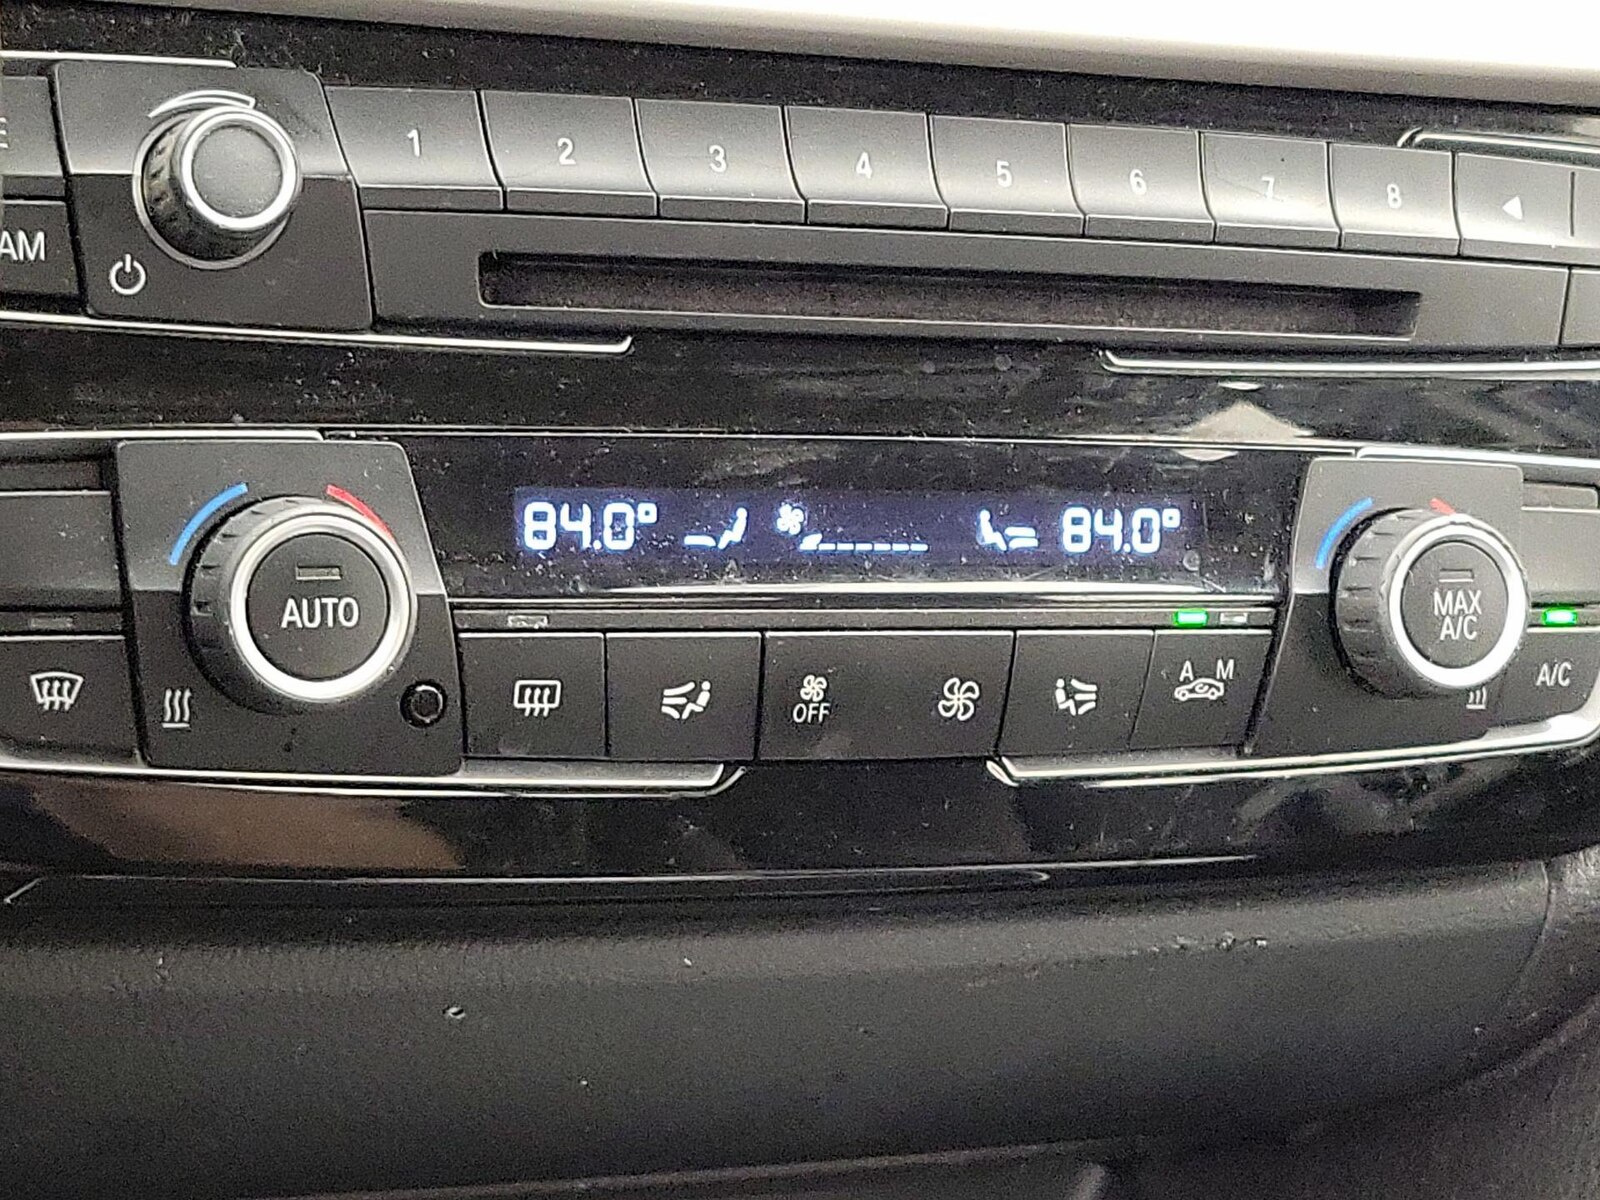 1 2 3 4 5 6 7 8
AM
84.0° 84.0°
AUTO
MAX
A/C
OFF
A M
A/C